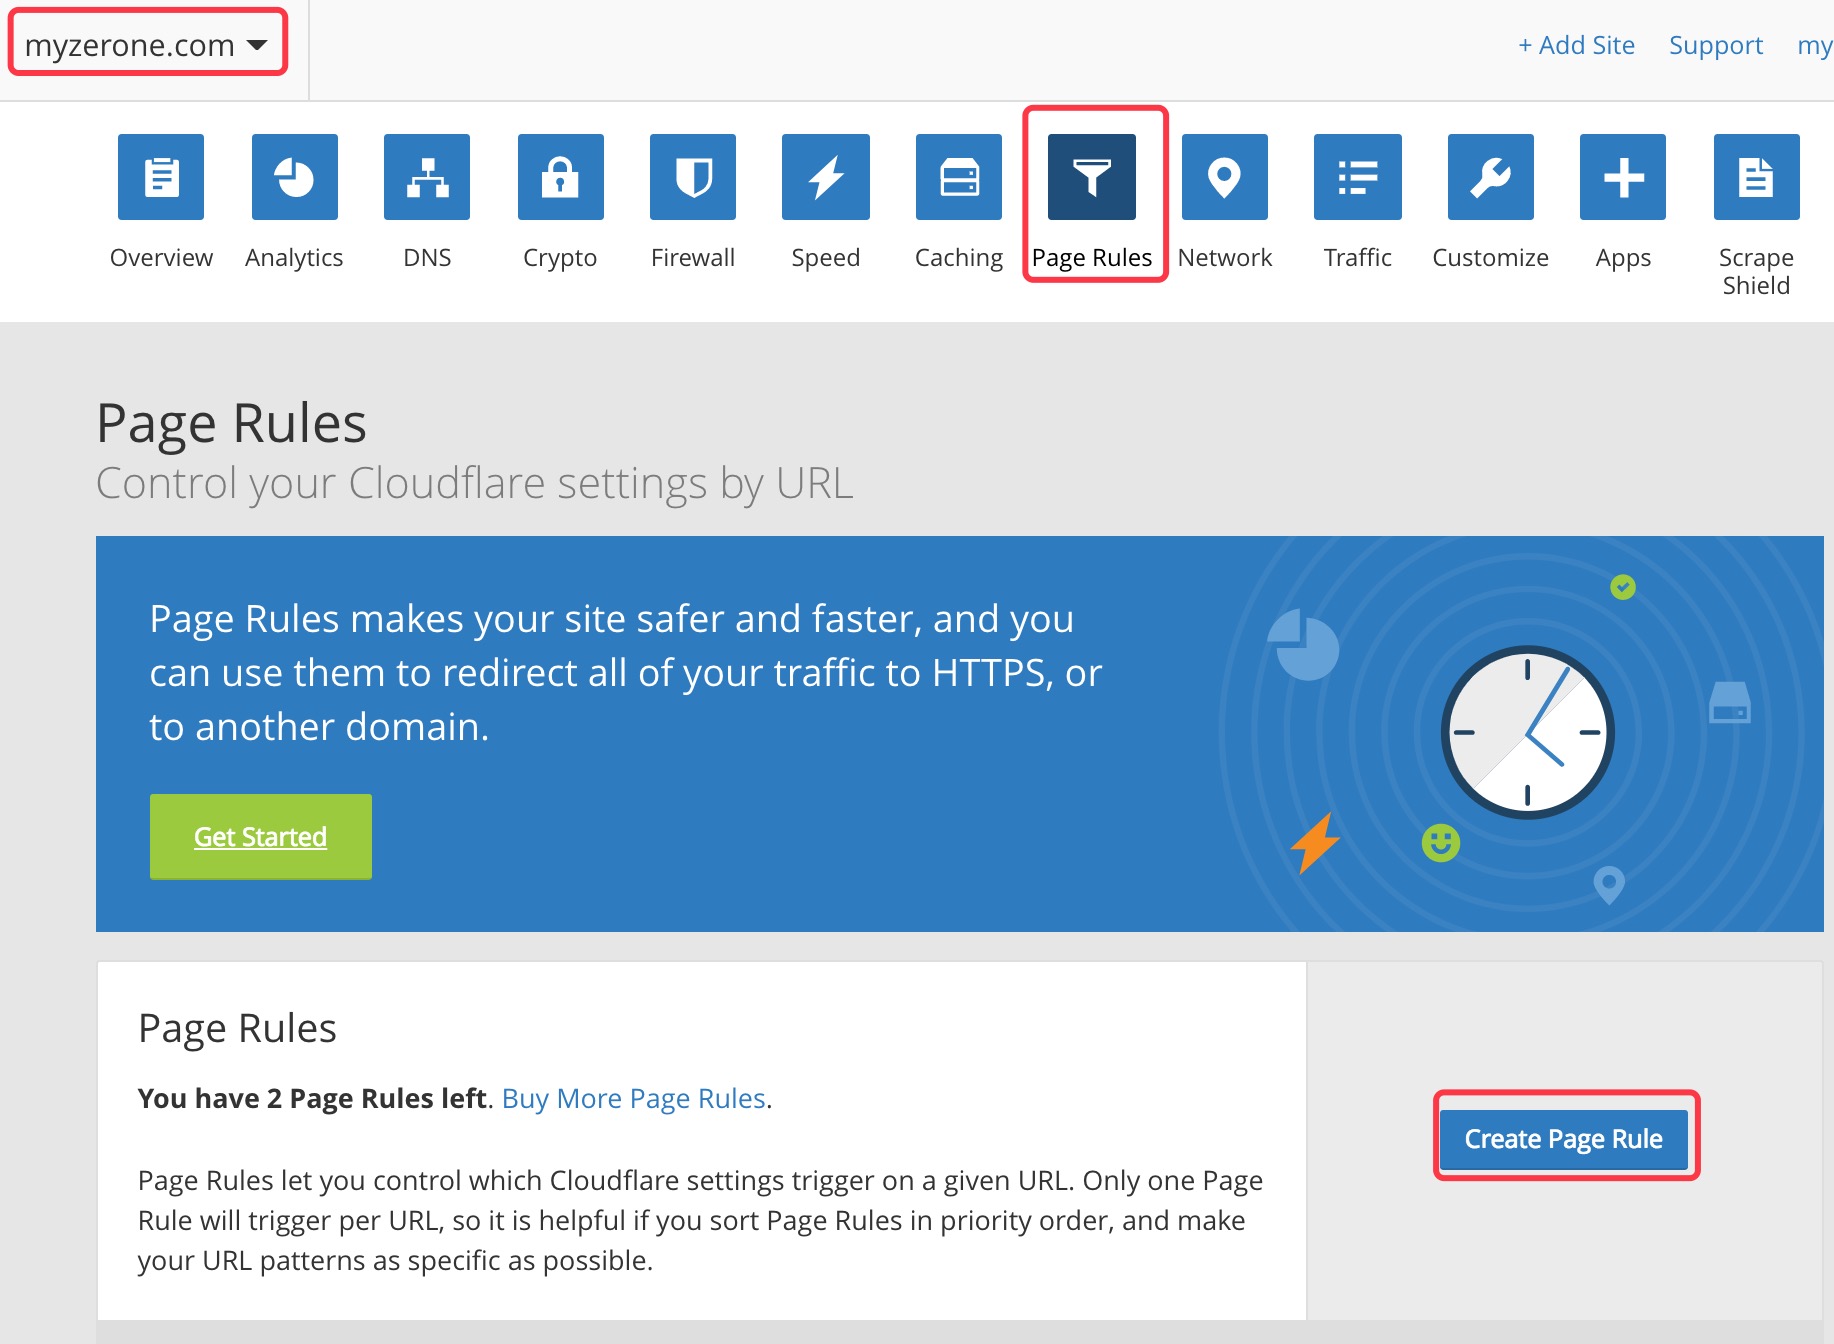 myzerone.com
+ Add Site Support my
Overview Analytics DNS Crypto Firewall Speed Caching Page Rules Network Traffic Customize Apps Scrape Shield
Page Rules
Control your Cloudflare settings by URL
Page Rules makes your site safer and faster, and you
can use them to redirect all of your traffic to HTTPS, or
to another domain.
Get Started
Page Rules
You have 2 Page Rules left. Buy More Page Rules.
Page Rules let you control which Cloudflare settings trigger on a given URL. Only one Page
Rule will trigger per URL, so it is helpful if you sort Page Rules in priority order, and make
your URL patterns as specific as possible.
Create Page Rule